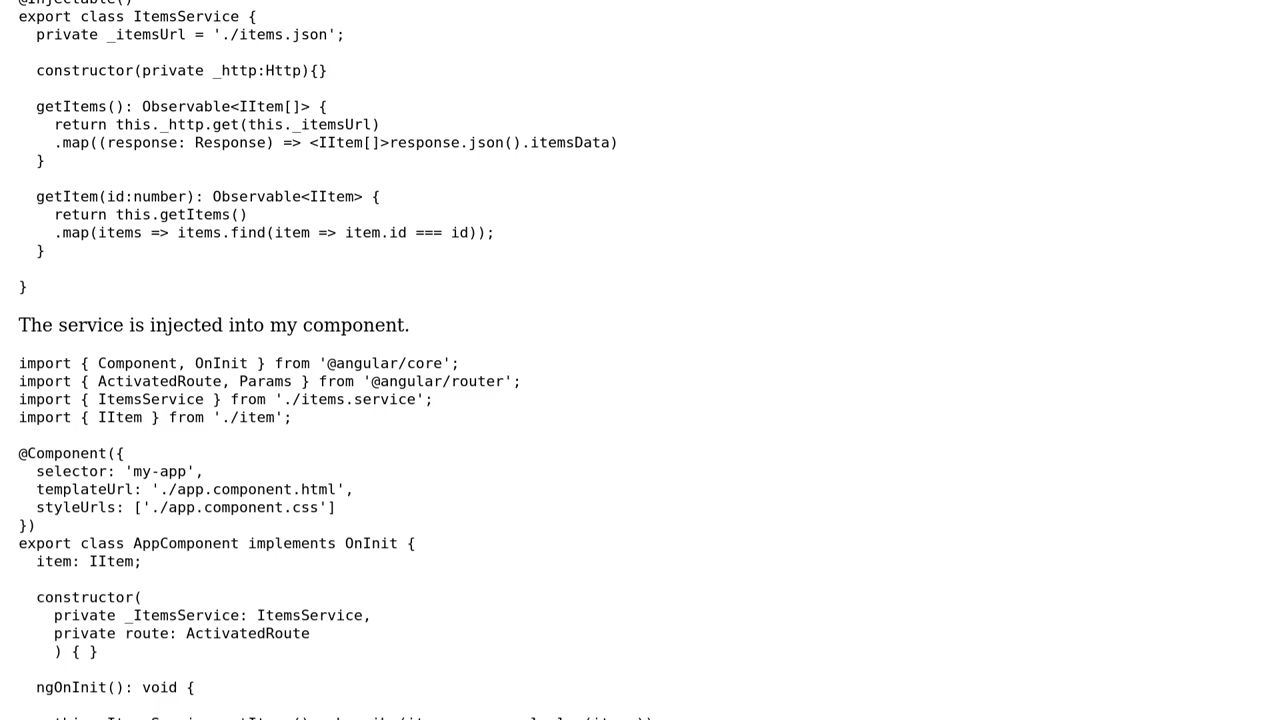 @Injectable()
export class ItemsService {
  private _itemsUrl = './items.json';

  constructor(private _http:Http){}

  getItems(): Observable<IItem[]> {
    return this._http.get(this._itemsUrl)
    .map((response: Response) => <IItem[]>response.json().itemsData)
  }

  getItem(id:number): Observable<IItem> {
    return this.getItems()
    .map(items => items.find(item => item.id === id));
  }

}
The service is injected into my component.
import { Component, OnInit } from '@angular/core';
import { ActivatedRoute, Params } from '@angular/router';
import { ItemsService } from './items.service';
import { IItem } from './item';

@Component({
  selector: 'my-app',
  templateUrl: './app.component.html',
  styleUrls: ['./app.component.css']
})
export class AppComponent implements OnInit {
  item: IItem;

  constructor(
    private _ItemsService: ItemsService,
    private route: ActivatedRoute
    ) { }

  ngOnInit(): void {